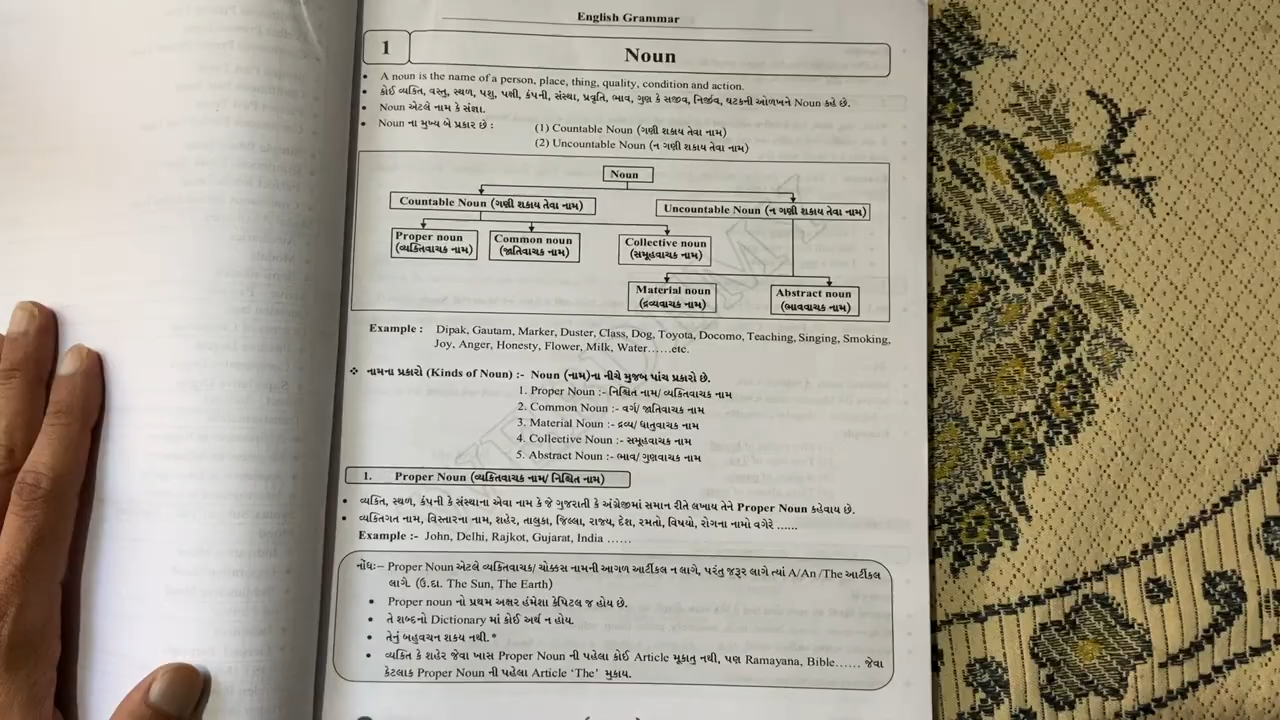 English Grammar
1
Noun
• A noun is the name of a person, place, thing, quality, condition and action.
• કોઈ વ્યક્તિ, વસ્તુ, સ્થળ, પશુ, પક્ષી, કંપની, સંસ્થા, પ્રવૃતિ, ભાવ, ગુણ કે સજીવ, નિર્જીવ, ઘટકની ઓળખને Noun કહે છે.
• Noun એટલે નામ કે સંજ્ઞા.
• Noun ના મુખ્ય બે પ્રકાર છે : (1) Countable Noun (ગણી શકાય તેવા નામ)
(2) Uncountable Noun (ન ગણી શકાય તેવા નામ)
Noun
Countable Noun (ગણી શકાય તેવા નામ)
Uncountable Noun (ન ગણી શકાય તેવા નામ)
Proper noun
(વ્યક્તિવાચક નામ)
Common noun
(જાતિવાચક નામ)
Collective noun
(સમૂહવાચક નામ)
Material noun
(દ્રવ્યવાચક નામ)
Abstract noun
(ભાવવાચક નામ)
Example : Dipak, Gautam, Marker, Duster, Class, Dog, Toyota, Docomo, Teaching, Singing, Smoking,
Joy, Anger, Honesty, Flower, Milk, Water……etc.
❖ નામના પ્રકારો (Kinds of Noun) :- Noun (નામ)ના નીચે મુજબ પાંચ પ્રકારો છે.
1. Proper Noun :- નિશ્ચિત નામ/ વ્યક્તિવાચક નામ
2. Common Noun :- વર્ગ/ જાતિવાચક નામ
3. Material Noun :- દ્રવ્ય/ ધાતુવાચક નામ
4. Collective Noun :- સમૂહવાચક નામ
5. Abstract Noun :- ભાવ/ ગુણવાચક નામ
1. Proper Noun (વ્યક્તિવાચક નામ/ નિશ્ચિત નામ)
• વ્યક્તિ, સ્થળ, કંપની કે સંસ્થાના એવા નામ કે જે ગુજરાતી કે અંગ્રેજીમાં સમાન રીતે લખાય તેને Proper Noun કહેવાય છે.
• વ્યક્તિગત નામ, વિસ્તારના નામ, શહેર, તાલુકા, જિલ્લા, રાજ્ય, દેશ, રમતો, વિષયો, રોગના નામો વગેરે ……
Example :- John, Delhi, Rajkot, Gujarat, India ……
નોંધઃ– Proper Noun એટલે વ્યક્તિવાચક/ ચોક્કસ નામની આગળ આર્ટીકલ ન લાગે, પરંતુ જરૂર લાગે ત્યાં A/An /The આર્ટીકલ
લાગે. (ઉ.દા. The Sun, The Earth)
• Proper noun નો પ્રથમ અક્ષર હંમેશા કેપિટલ જ હોય છે.
• તે શબ્દનો Dictionary માં કોઈ અર્થ ન હોય.
• તેનું બહુવચન શકય નથી.*
• વ્યક્તિ કે શહેર જેવા ખાસ Proper Noun ની પહેલા કોઈ Article મૂકાતુ નથી, પણ Ramayana, Bible…… જેવા
કેટલાક Proper Noun ની પહેલા Article ‘The’ મુકાય.